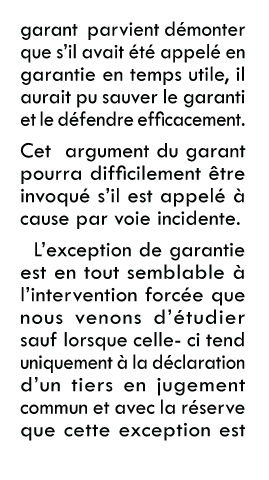 garant parvient démonter
que s'il avait été appelé en
garantie en temps utile, il
aurait pu sauver le garanti
et le défendre efficacement.
Cet argument du garant
pourra difficilement être
invoqué s'il est appelé à
cause par voie incidente.
L'exception de garantie
est en tout semblable à
l'intervention forcée que
nous venons d'étudier
sauf lorsque celle- ci tend
uniquement à la déclaration
d'un tiers en jugement
commun et avec la réserve
que cette exception est